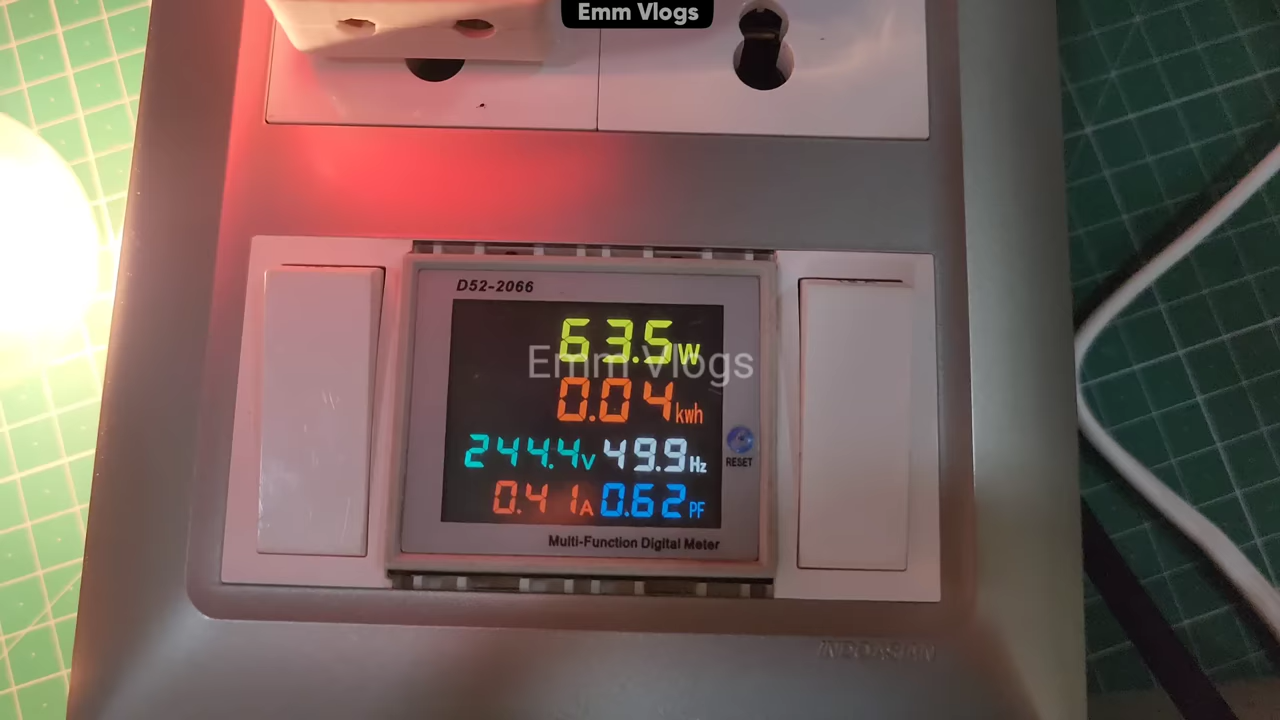 Emm Vlogs
D52-2066
63.5W
Emm Vlogs
0.04kwh
244.4V 49.9Hz
RESET
0.41A 0.62PF
Multi-Function Digital Meter
INDOASIAN